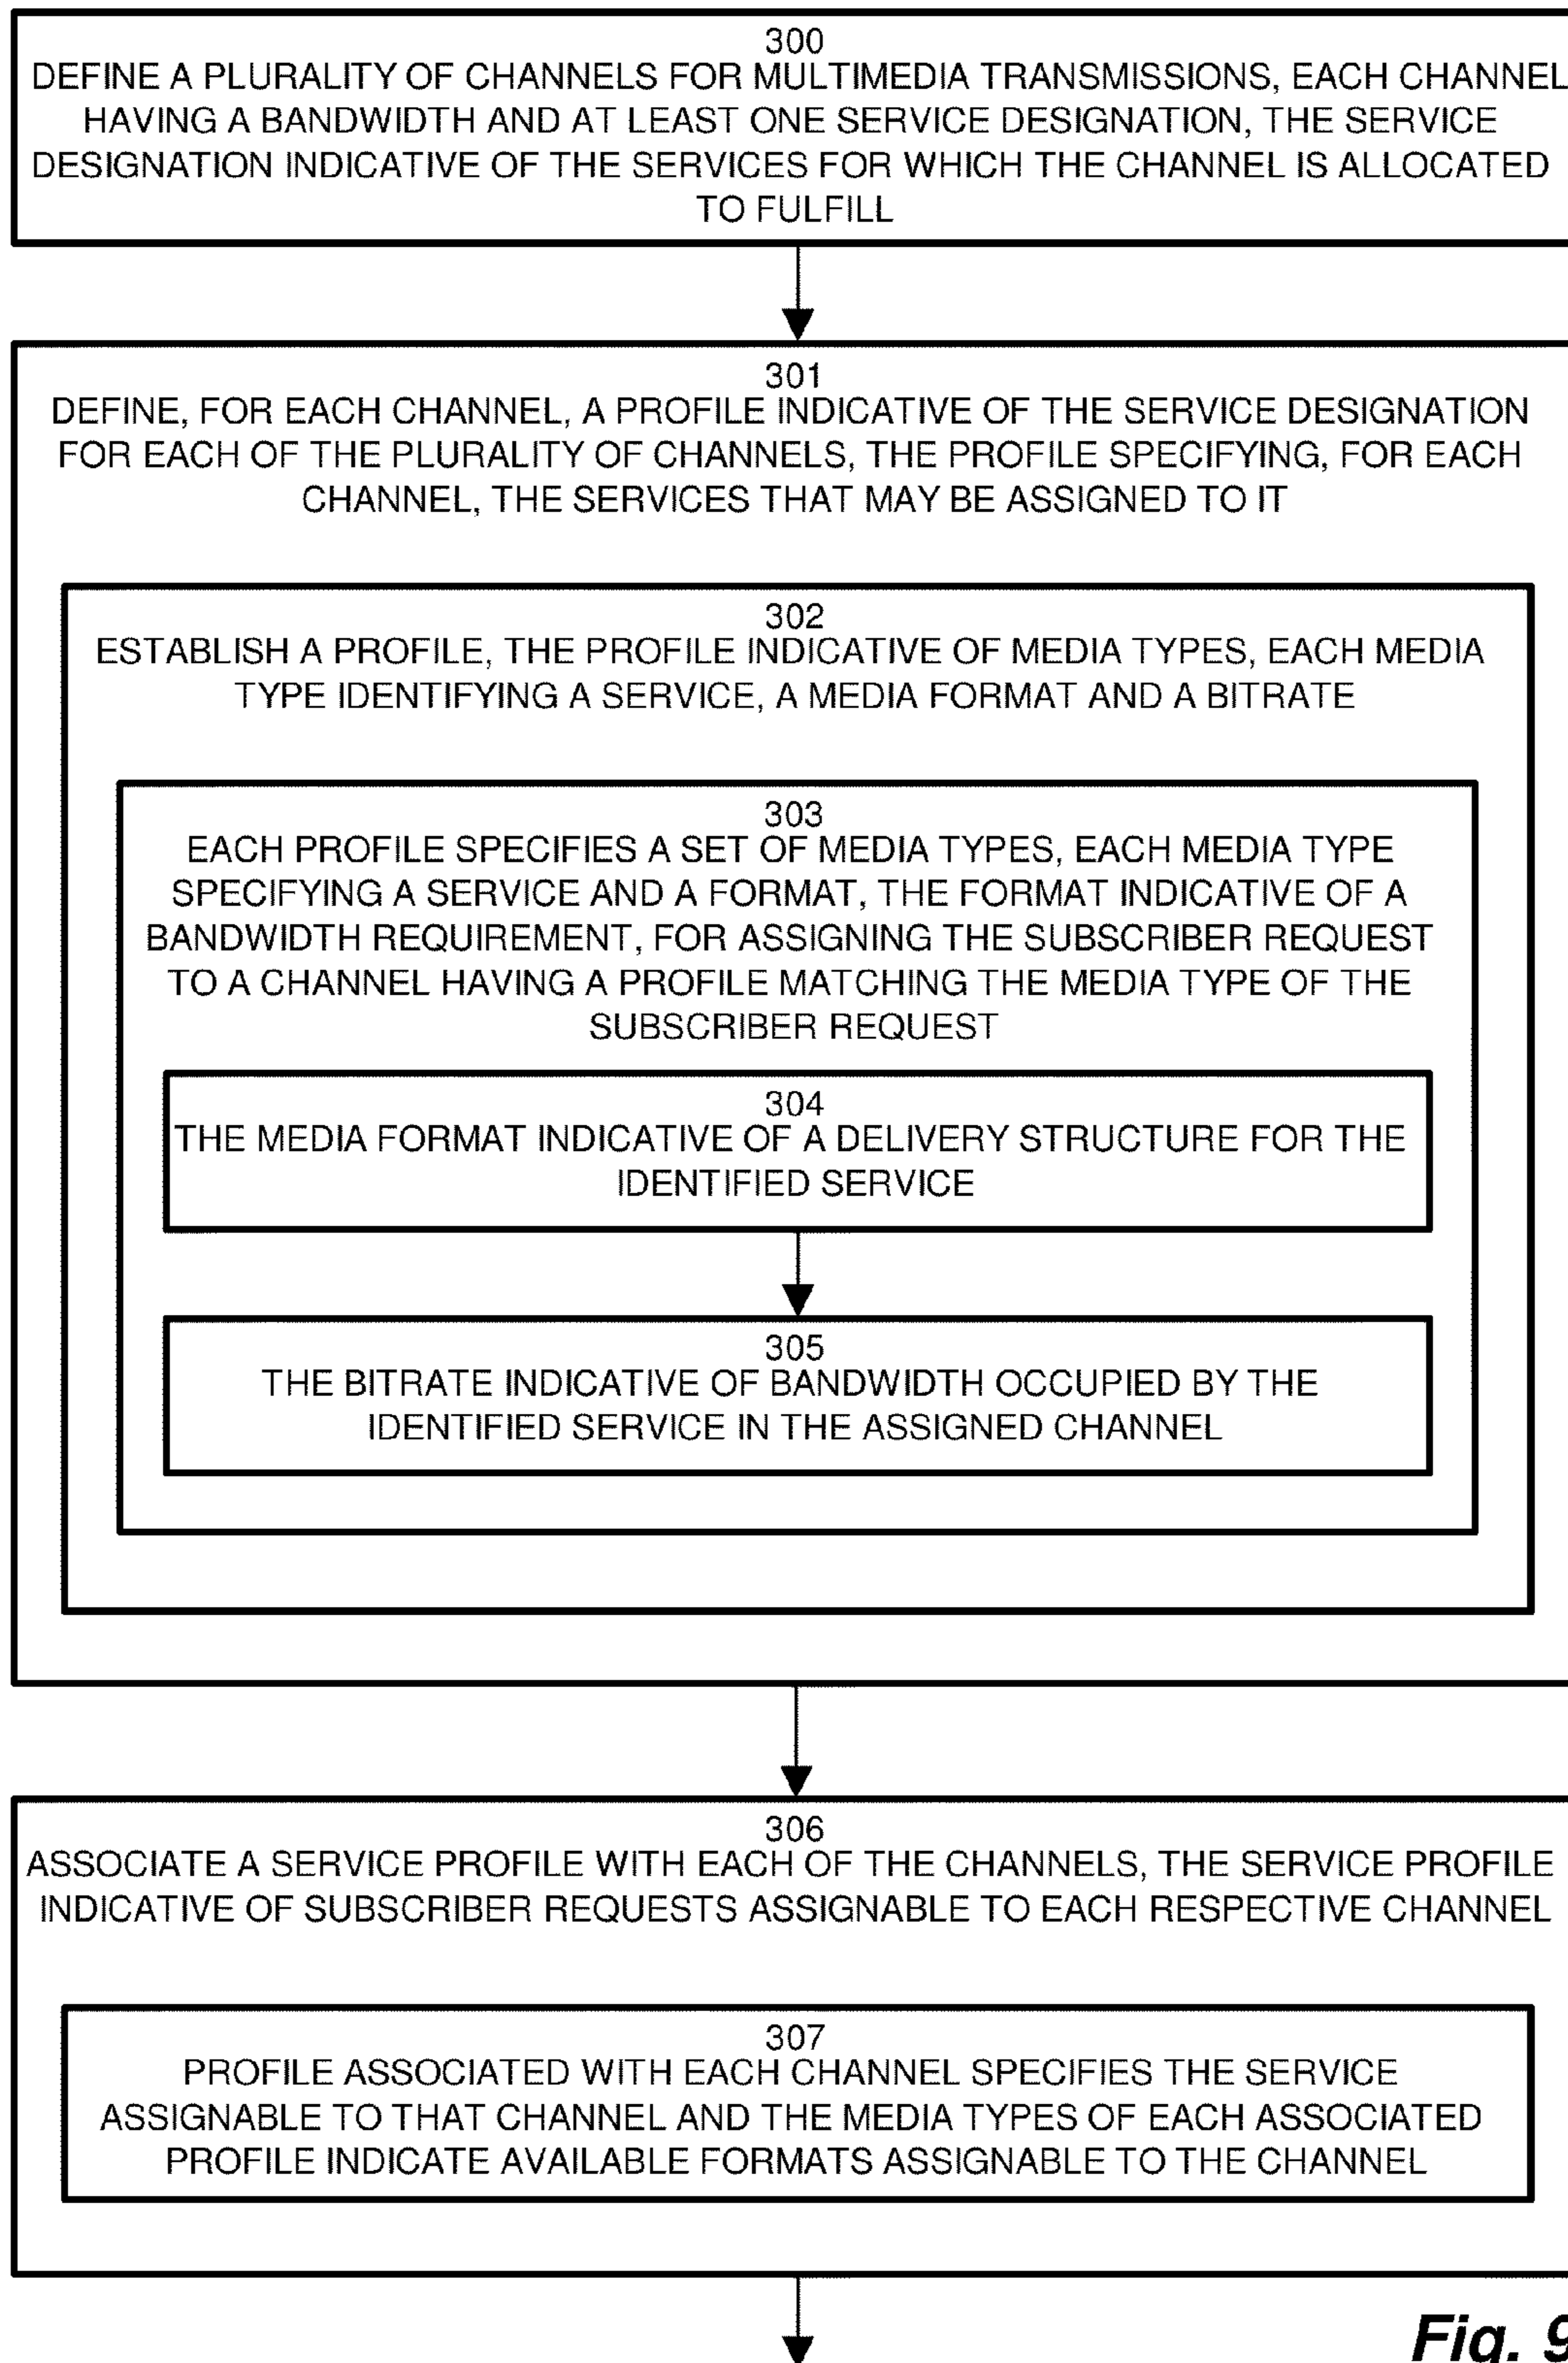 300
DEFINE A PLURALITY OF CHANNELS FOR MULTIMEDIA TRANSMISSIONS, EACH CHANNEL
HAVING A BANDWIDTH AND AT LEAST ONE SERVICE DESIGNATION, THE SERVICE
DESIGNATION INDICATIVE OF THE SERVICES FOR WHICH THE CHANNEL IS ALLOCATED
TO FULFILL
301
DEFINE, FOR EACH CHANNEL, A PROFILE INDICATIVE OF THE SERVICE DESIGNATION
FOR EACH OF THE PLURALITY OF CHANNELS, THE PROFILE SPECIFYING, FOR EACH
CHANNEL, THE SERVICES THAT MAY BE ASSIGNED TO IT
302
ESTABLISH A PROFILE, THE PROFILE INDICATIVE OF MEDIA TYPES, EACH MEDIA
TYPE IDENTIFYING A SERVICE, A MEDIA FORMAT AND A BITRATE
303
EACH PROFILE SPECIFIES A SET OF MEDIA TYPES, EACH MEDIA TYPE
SPECIFYING A SERVICE AND A FORMAT, THE FORMAT INDICATIVE OF A
BANDWIDTH REQUIREMENT, FOR ASSIGNING THE SUBSCRIBER REQUEST
TO A CHANNEL HAVING A PROFILE MATCHING THE MEDIA TYPE OF THE
SUBSCRIBER REQUEST
304
THE MEDIA FORMAT INDICATIVE OF A DELIVERY STRUCTURE FOR THE
IDENTIFIED SERVICE
305
THE BITRATE INDICATIVE OF BANDWIDTH OCCUPIED BY THE
IDENTIFIED SERVICE IN THE ASSIGNED CHANNEL
306
ASSOCIATE A SERVICE PROFILE WITH EACH OF THE CHANNELS, THE SERVICE PROFILE
INDICATIVE OF SUBSCRIBER REQUESTS ASSIGNABLE TO EACH RESPECTIVE CHANNEL
307
PROFILE ASSOCIATED WITH EACH CHANNEL SPECIFIES THE SERVICE
ASSIGNABLE TO THAT CHANNEL AND THE MEDIA TYPES OF EACH ASSOCIATED
PROFILE INDICATE AVAILABLE FORMATS ASSIGNABLE TO THE CHANNEL
Fig. 9